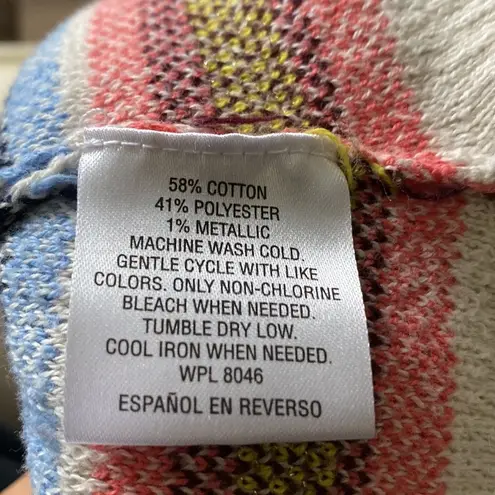 58% COTTON
41% POLYESTER
1% METALLIC
MACHINE WASH COLD.
GENTLE CYCLE WITH LIKE
COLORS. ONLY NON-CHLORINE
BLEACH WHEN NEEDED.
TUMBLE DRY LOW.
COOL IRON WHEN NEEDED.
WPL 8046
ESPAÑOL EN REVERSO